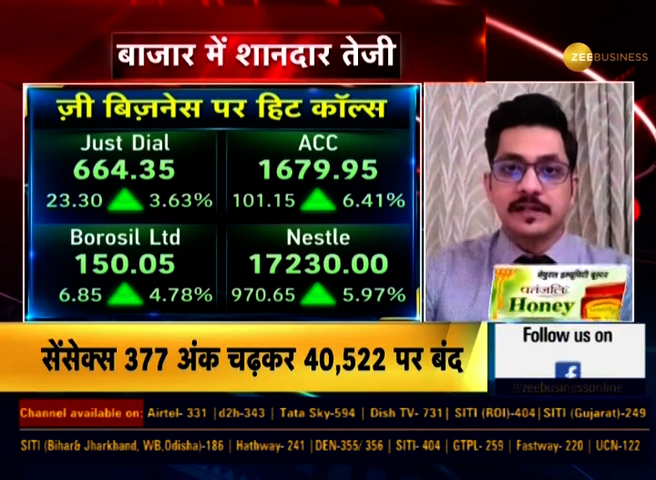 बाजार में शानदार तेजी
ZEEBUSINESS
ज़ी बिज़नेस पर हिट कॉल्स
Just Dial
664.35
23.30 3.63%
ACC
1679.95
101.15 6.41%
Borosil Ltd
150.05
6.85 4.78%
Nestle
17230.00
970.65 5.97%
नेचुरल इम्यूनिटी बूस्टर
पतंजलि
Honey
सेंसेक्स 377 अंक चढ़कर 40,522 पर बंद
Follow us on
@zeebusinessonline
Channel available on: Airtel- 331 |d2h-343 | Tata Sky-594 | Dish TV- 731| SITI (ROI)-404|SITI (Gujarat)-249
SITI (Bihar& Jharkhand, WB,Odisha)-186 | Hathway- 241 |DEN-355/ 356 | SITI- 404 | GTPL- 259 | Fastway- 220 | UCN-122